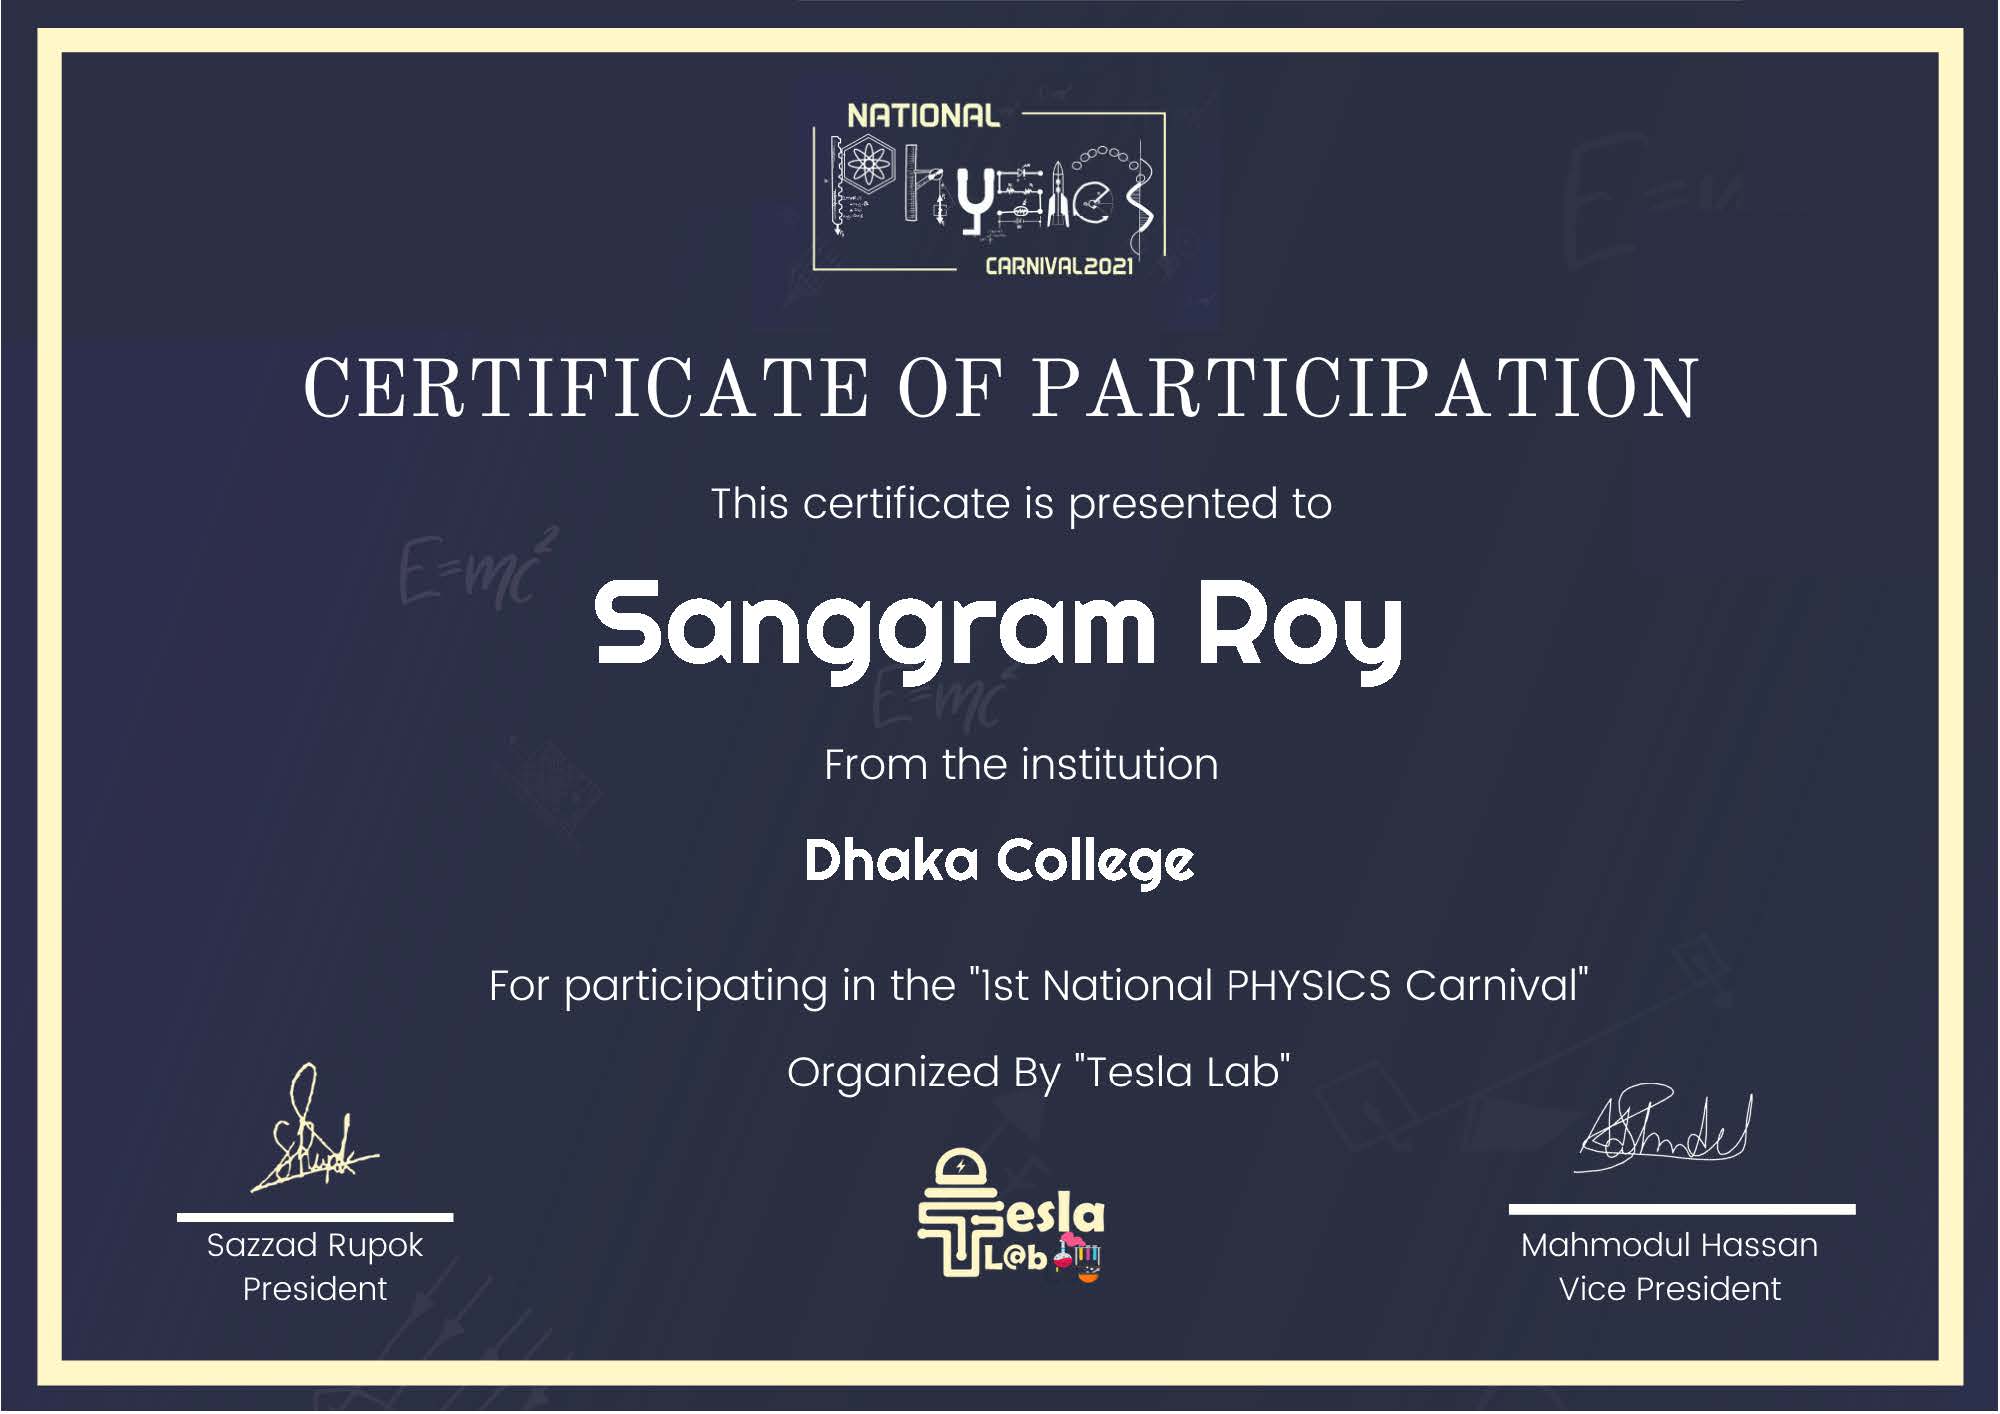 NATIONAL
Physics
CARNIVAL2021
E=m
CERTIFICATE OF PARTICIPATION
This certificate is presented to
E=mc²
Sanggram Roy
E=mc²
From the institution
Dhaka College
For participating in the "1st National PHYSICS Carnival"
Organized By "Tesla Lab"
Tesla
L@b
Sazzad Rupok
President
Mahmodul Hassan
Vice President